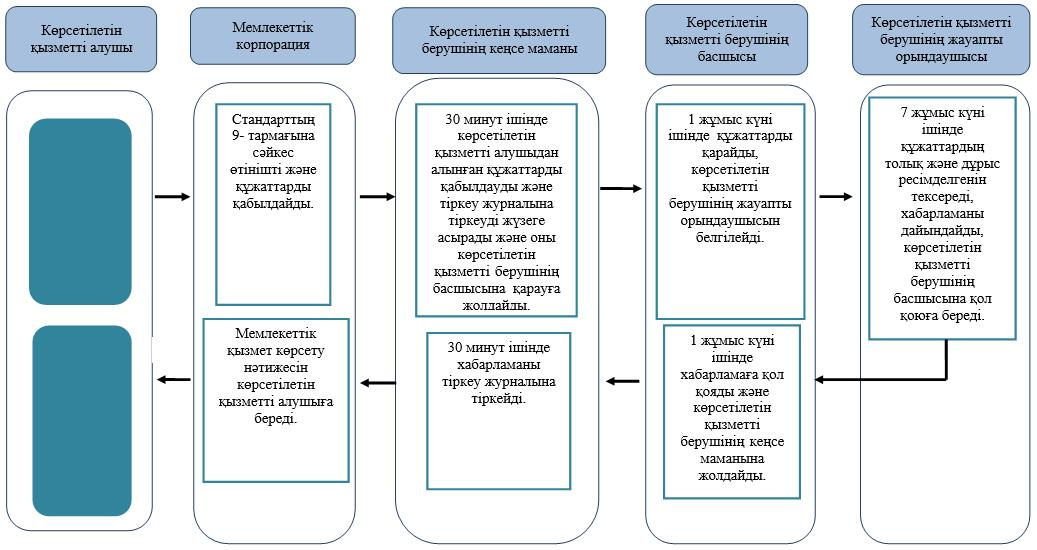 Көрсетілетін
қызметті алушы
Мемлекеттік
корпорация
Көрсетілетін қызметті
берушінің кеңсе маманы
Көрсетілетін
қызметті берушінің
басшысы
Көрсетілетін қызметті
берушінің жауапты
орындаушысы
Стандарттың
9- тармағына
сәйкес
өтінішті және
құжаттарды
қабылдайды.
30 минут ішінде
көрсетілетін
қызметті алушыдан
алынған құжаттарды
қабылдауды және
тіркеу журналына
тіркеуді жүзеге
асырады және оны
көрсетілетін
қызметті берушінің
басшысына қарауға
жолдайды.
1 жұмыс күні
ішінде құжаттарды
қарайды,
көрсетілетін
қызметті
берушінің жауапты
орындаушысын
белгілейді.
7 жұмыс күні
ішінде
құжаттардың
толық және дұрыс
ресімделгенін
тексереді,
хабарламаны
дайындайды,
көрсетілетін
қызметті
берушінің
басшысына қол
қоюға береді.
Мемлекеттік
қызмет көрсету
нәтижесін
көрсетілетін
қызметті алушыға
береді.
30 минут ішінде
хабарламаны
тіркеу журналына
тіркейді.
1 жұмыс күні
ішінде
хабарламаға қол
қояды және
көрсетілетін
қызметті
берушінің кеңсе
маманына
жолдайды.